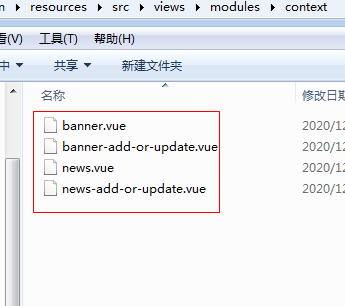 n ▸ resources ▸ src ▸ views ▸ modules ▸ context
看(V) 工具(T) 帮助(H)
中 ▾ 共享 ▾ 新建文件夹
名称 修改日期
banner.vue 2020/12
banner-add-or-update.vue 2020/12
news.vue 2020/12
news-add-or-update.vue 2020/12